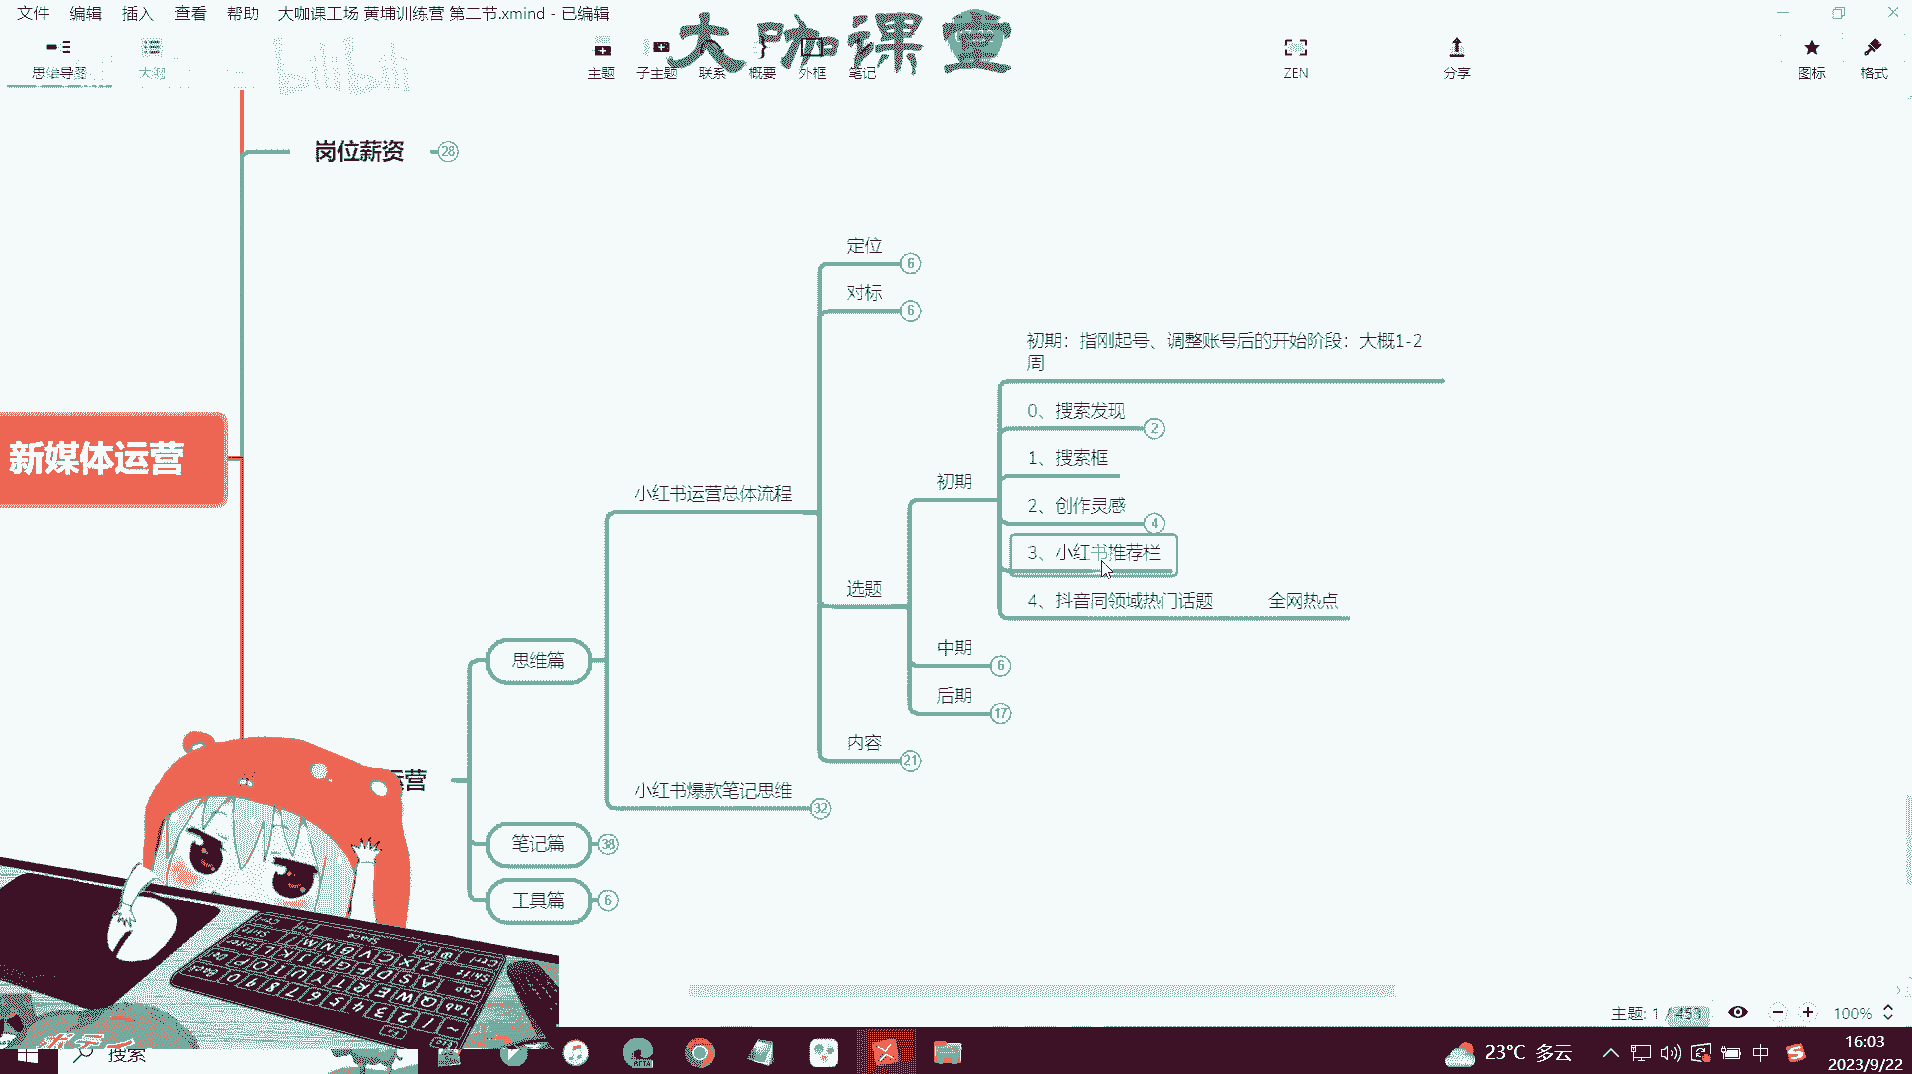 文件 编辑 插入 查看 帮助 大咖课工场 黄埔训练营 第二节.xmind - 已编辑
大咖课堂
bilibili
思维导图 大纲 主题 子主题 联系 概要 外框 笔记 ZEN 分享 图标 格式
岗位薪资 28
定位 6
对标 6
初期：指刚起号、调整账号后的开始阶段：大概1-2
周
0、搜索发现 2
1、搜索框
新媒体运营
初期
小红书运营总体流程
2、创作灵感 4
3、小红书推荐栏
选题
4、抖音同领域热门话题 全网热点
中期 6
思维篇
后期 17
内容 21
运营
小红书爆款笔记思维 32
笔记篇 38
工具篇 6
主题: 1 / 453 100%
搜索
23°C 多云
中
16:03
2023/9/22